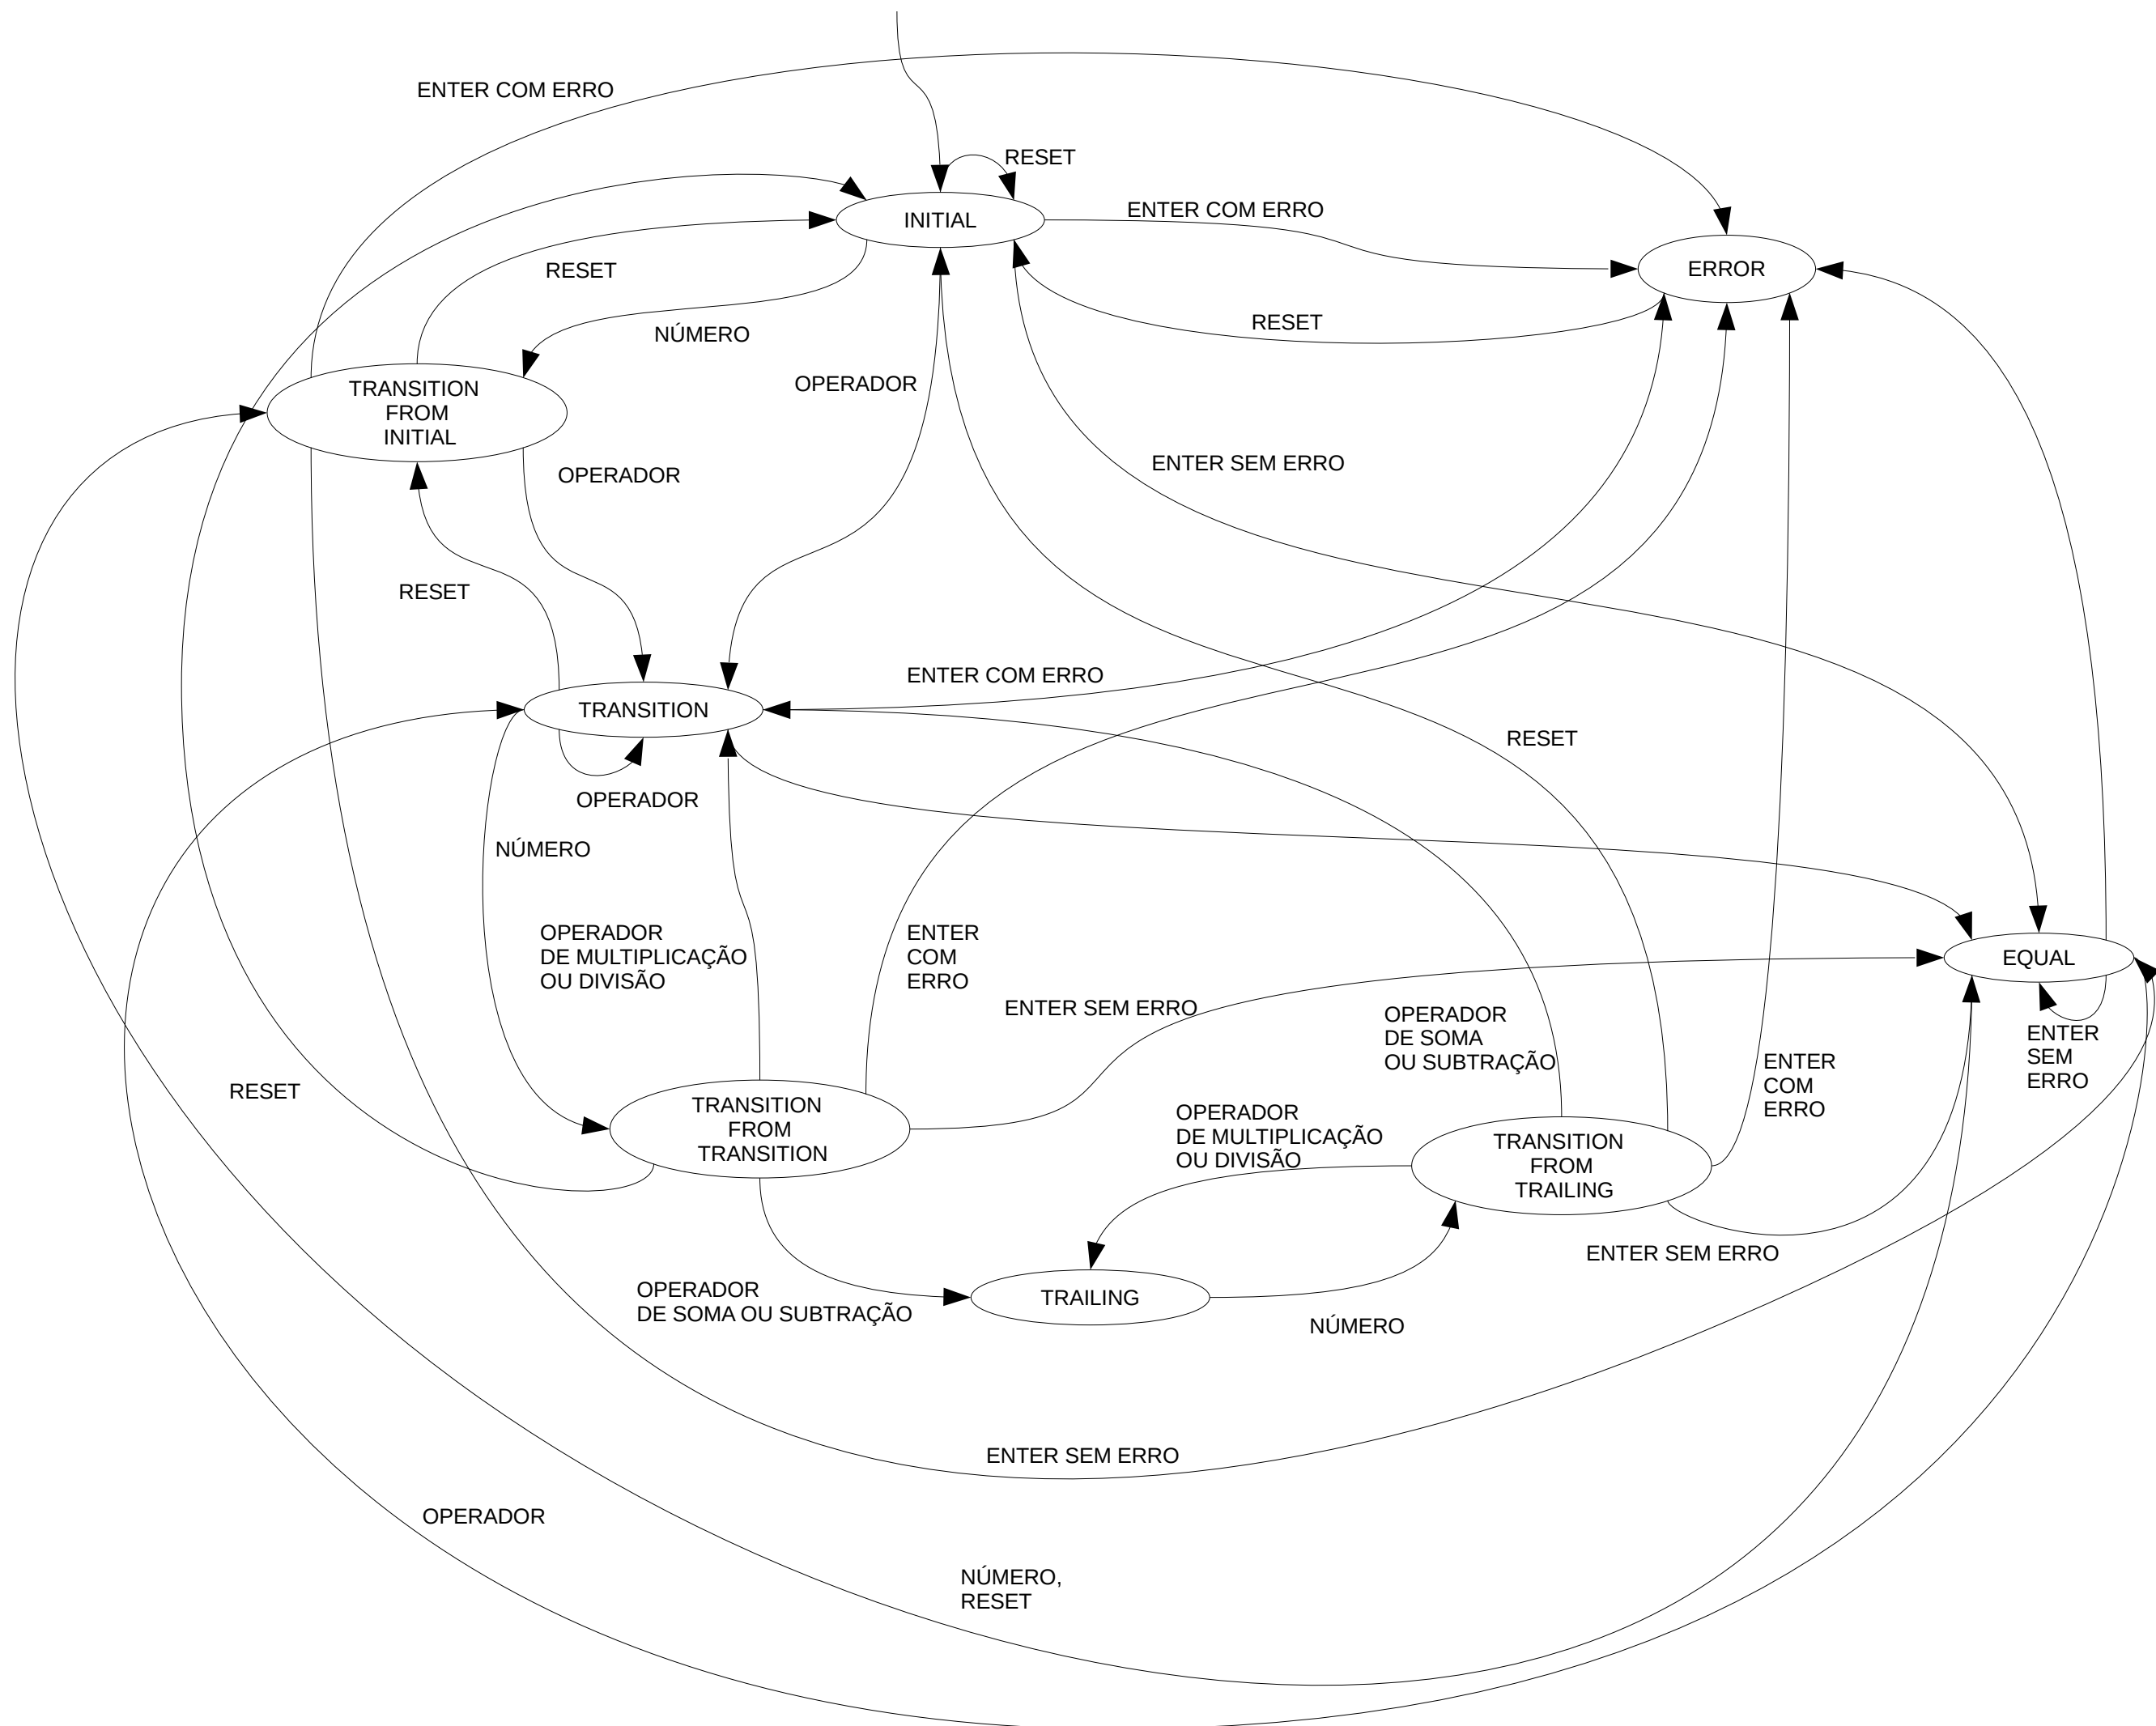 ENTER COM ERRO
RESET
INITIAL
ENTER COM ERRO
ERROR
RESET
NÚMERO
RESET
TRANSITION
FROM
INITIAL
OPERADOR
OPERADOR
ENTER SEM ERRO
RESET
ENTER COM ERRO
TRANSITION
RESET
OPERADOR
NÚMERO
OPERADOR
DE MULTIPLICAÇÃO
OU DIVISÃO
ENTER
COM
ERRO
EQUAL
ENTER SEM ERRO
OPERADOR
DE SOMA
OU SUBTRAÇÃO
ENTER
SEM
ERRO
ENTER
COM
ERRO
RESET
TRANSITION
FROM
TRANSITION
OPERADOR
DE MULTIPLICAÇÃO
OU DIVISÃO
TRANSITION
FROM
TRAILING
ENTER SEM ERRO
OPERADOR
DE SOMA OU SUBTRAÇÃO
TRAILING
NÚMERO
ENTER SEM ERRO
OPERADOR
NÚMERO,
RESET